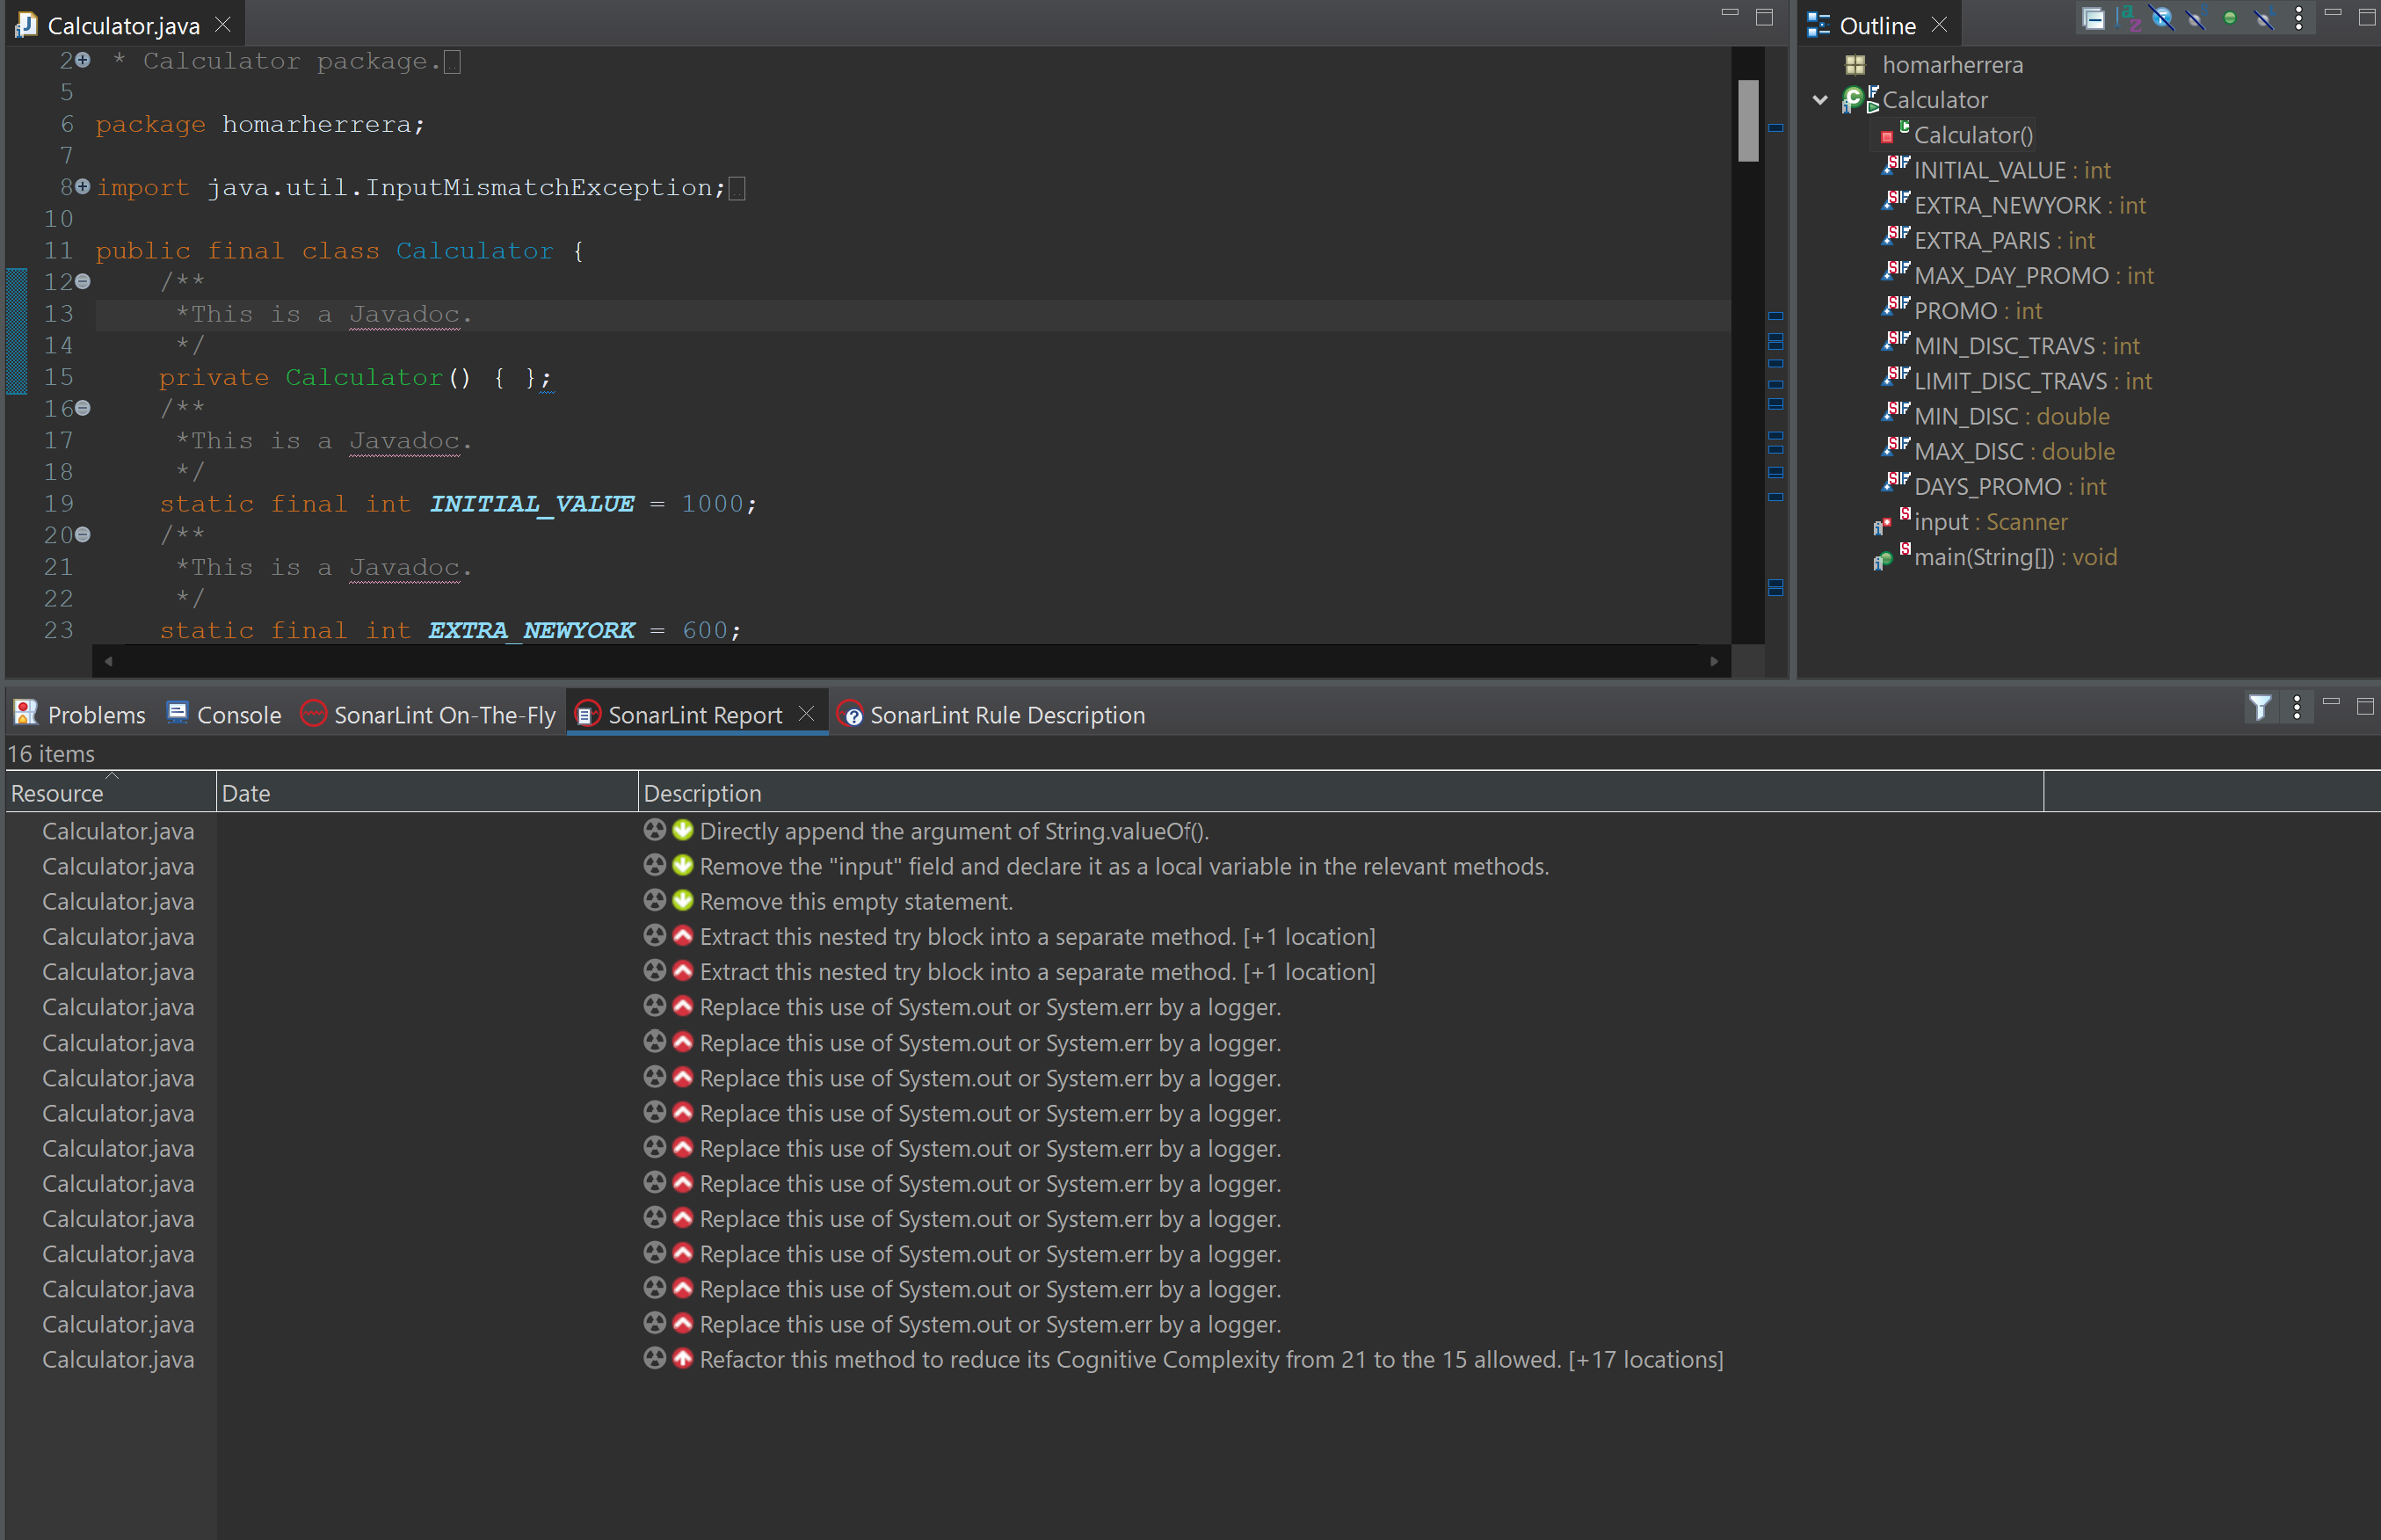 Calculator.java
2 * Calculator package.
5
6 package homarherrera;
7
8 import java.util.InputMismatchException;
10
11 public final class Calculator {
12 /**
13 *This is a Javadoc.
14 */
15 private Calculator() { };
16 /**
17 *This is a Javadoc.
18 */
19 static final int INITIAL_VALUE = 1000;
20 /**
21 *This is a Javadoc.
22 */
23 static final int EXTRA_NEWYORK = 600;
Outline
homarherrera
Calculator
Calculator()
INITIAL_VALUE : int
EXTRA_NEWYORK : int
EXTRA_PARIS : int
MAX_DAY_PROMO : int
PROMO : int
MIN_DISC_TRAVS : int
LIMIT_DISC_TRAVS : int
MIN_DISC : double
MAX_DISC : double
DAYS_PROMO : int
input : Scanner
main(String[]) : void
Problems Console SonarLint On-The-Fly SonarLint Report SonarLint Rule Description
16 items
Resource Date Description
Calculator.java Directly append the argument of String.valueOf().
Calculator.java Remove the "input" field and declare it as a local variable in the relevant methods.
Calculator.java Remove this empty statement.
Calculator.java Extract this nested try block into a separate method. [+1 location]
Calculator.java Extract this nested try block into a separate method. [+1 location]
Calculator.java Replace this use of System.out or System.err by a logger.
Calculator.java Replace this use of System.out or System.err by a logger.
Calculator.java Replace this use of System.out or System.err by a logger.
Calculator.java Replace this use of System.out or System.err by a logger.
Calculator.java Replace this use of System.out or System.err by a logger.
Calculator.java Replace this use of System.out or System.err by a logger.
Calculator.java Replace this use of System.out or System.err by a logger.
Calculator.java Replace this use of System.out or System.err by a logger.
Calculator.java Replace this use of System.out or System.err by a logger.
Calculator.java Replace this use of System.out or System.err by a logger.
Calculator.java Refactor this method to reduce its Cognitive Complexity from 21 to the 15 allowed. [+17 locations]